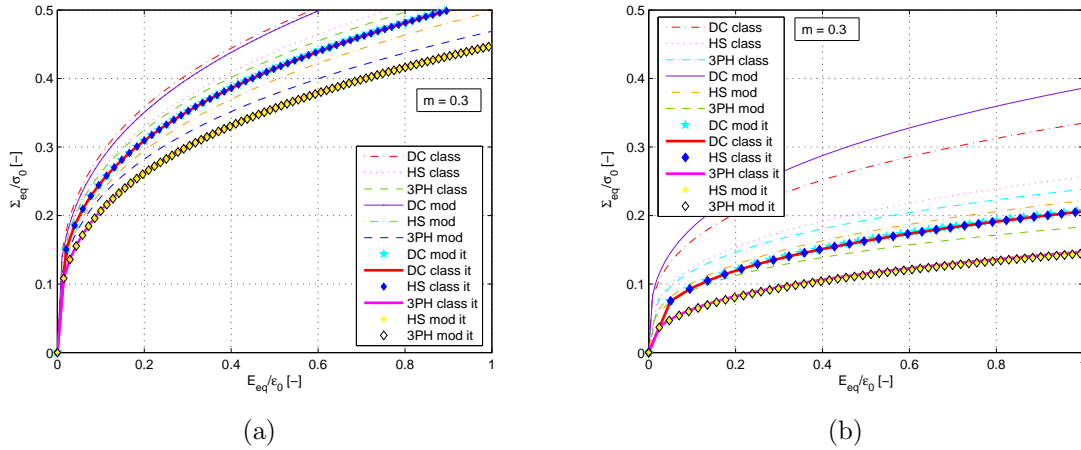 0.5
0.4
0.3
0.2
0.1
0
0
0.2
0.4
0.6
0.8
1
Σeq/σ0 [−]
Eeq/ε0 [−]
m = 0.3
DC class
HS class
3PH class
DC mod
HS mod
3PH mod
DC mod it
DC class it
HS class it
3PH class it
HS mod it
3PH mod it
(a)
0.5
0.4
0.3
0.2
0.1
0
0
0.2
0.4
0.6
0.8
Σeq/σ0 [−]
Eeq/ε0 [−]
DC class
HS class
3PH class
DC mod
HS mod
3PH mod
DC mod it
DC class it
HS class it
3PH class it
HS mod it
3PH mod it
m = 0.3
(b)